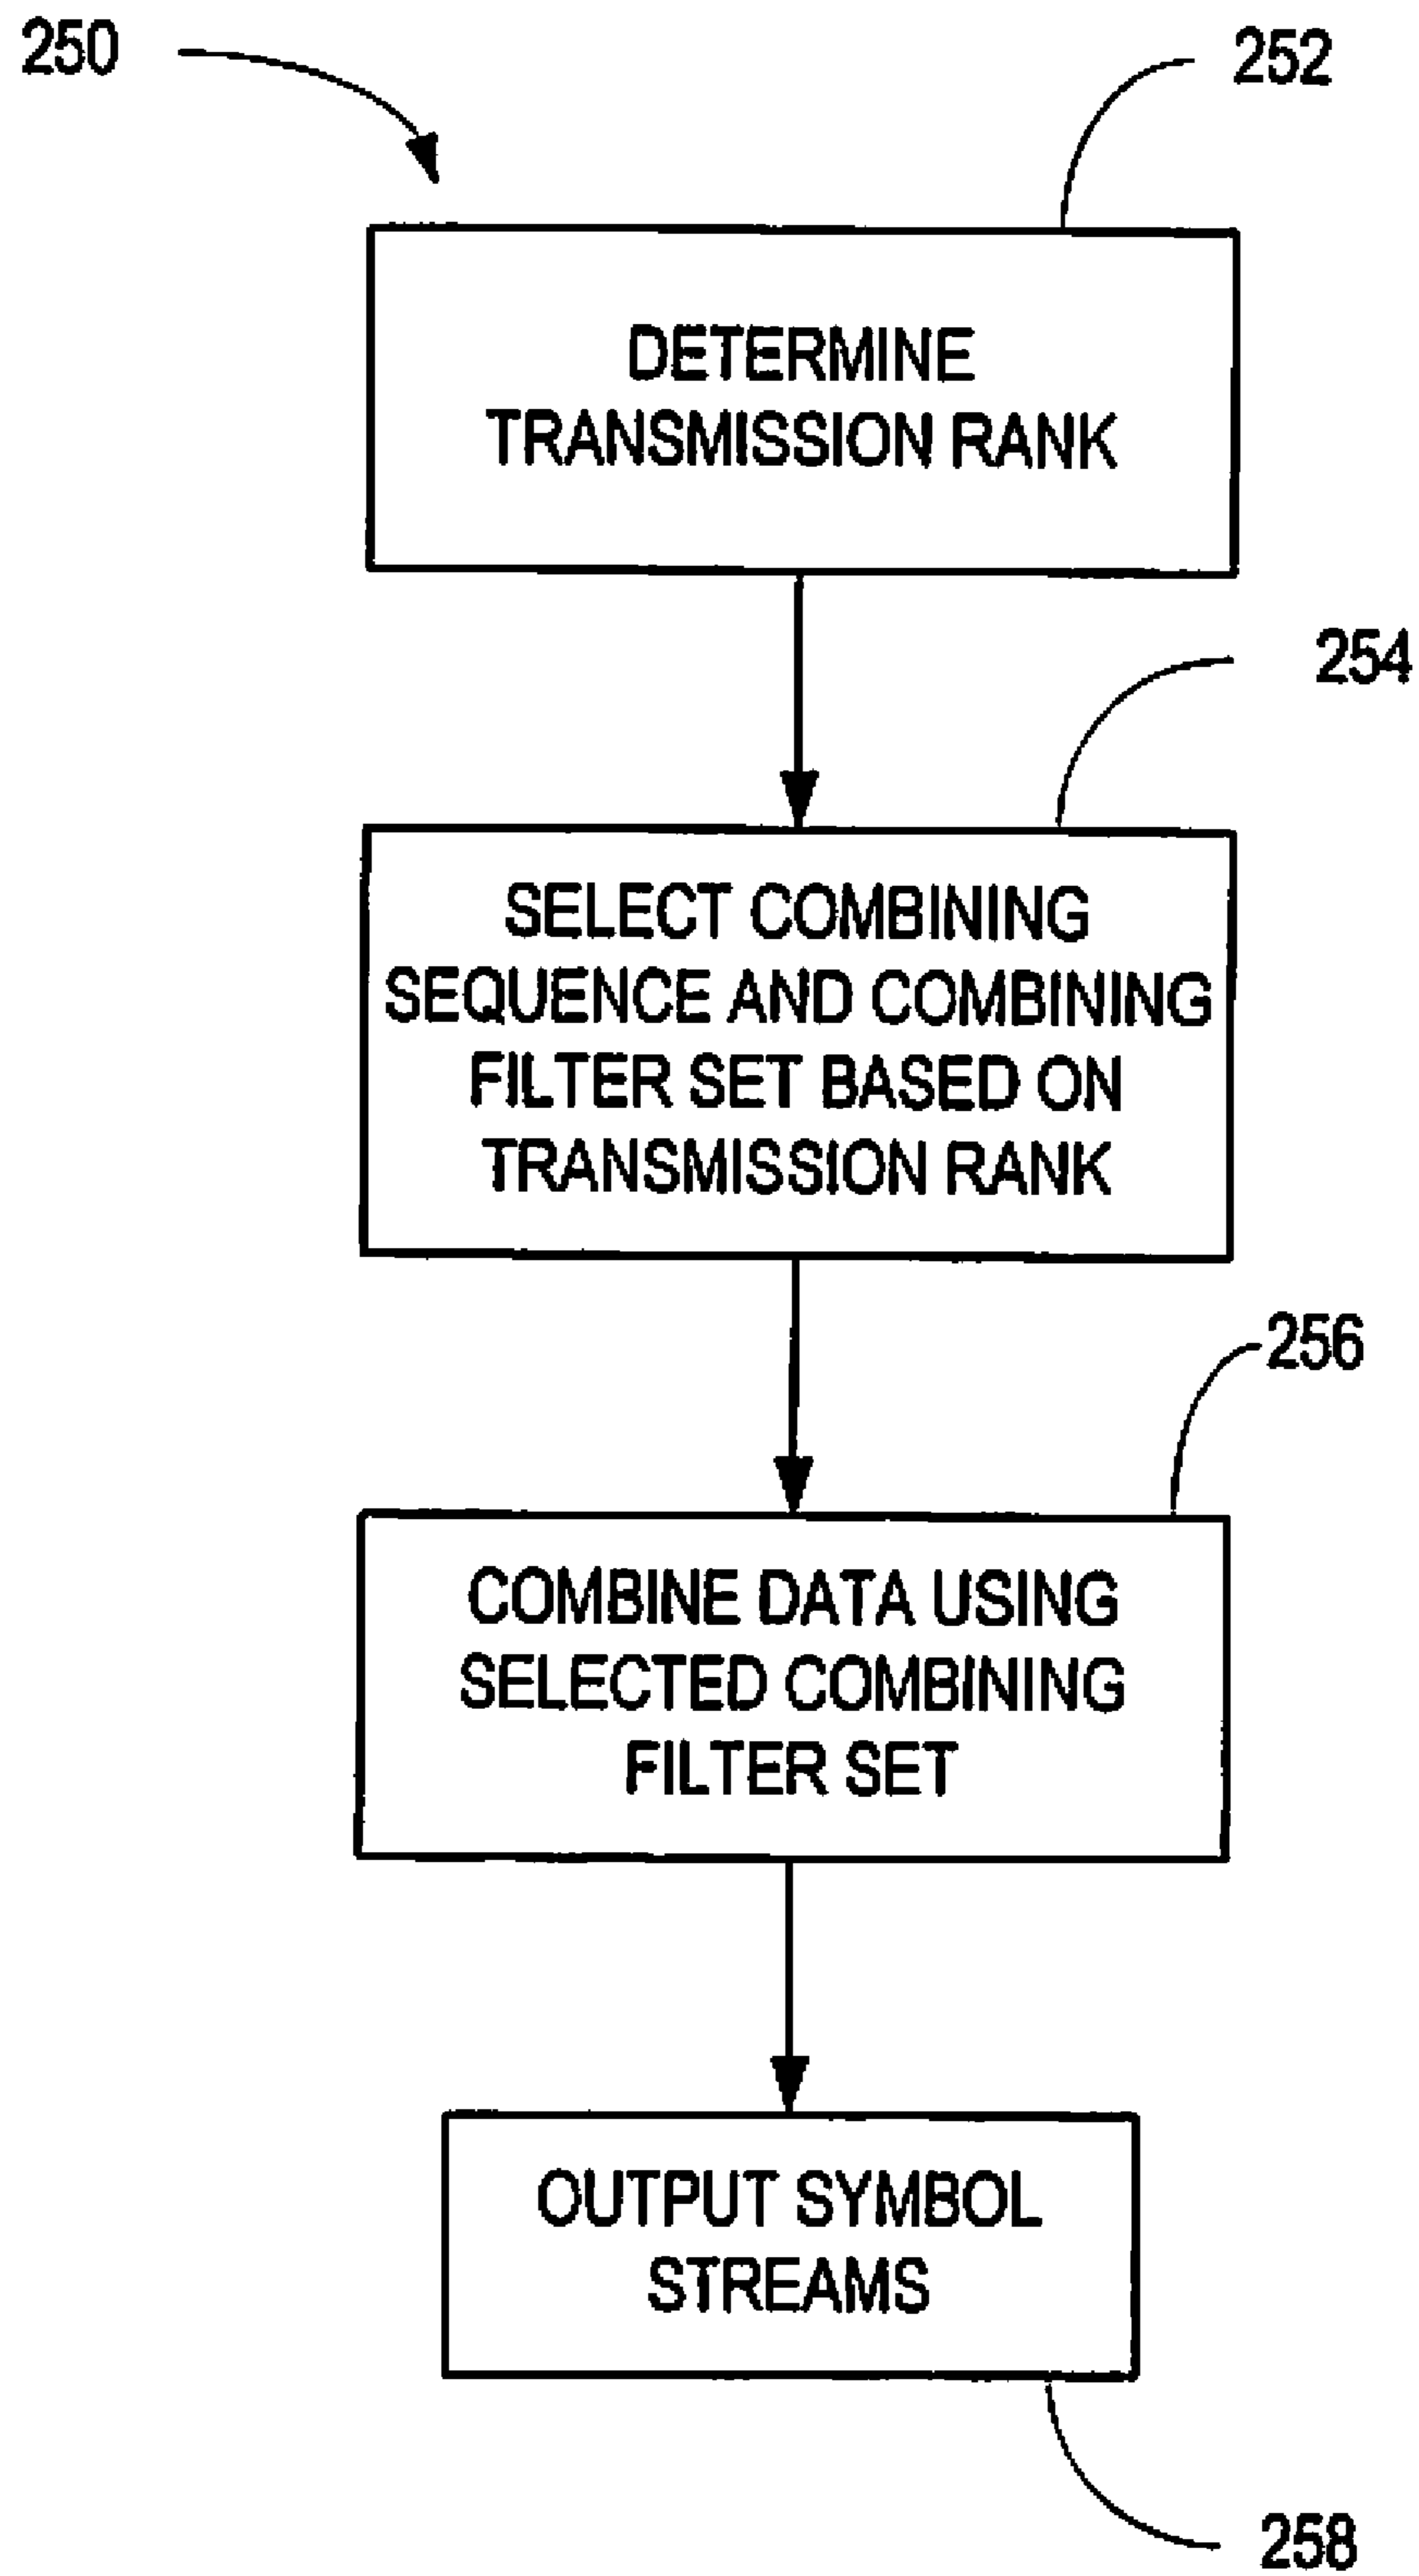 250
252
DETERMINE
TRANSMISSION RANK
254
SELECT COMBINING
SEQUENCE AND COMBINING
FILTER SET BASED ON
TRANSMISSION RANK
256
COMBINE DATA USING
SELECTED COMBINING
FILTER SET
OUTPUT SYMBOL
STREAMS
258